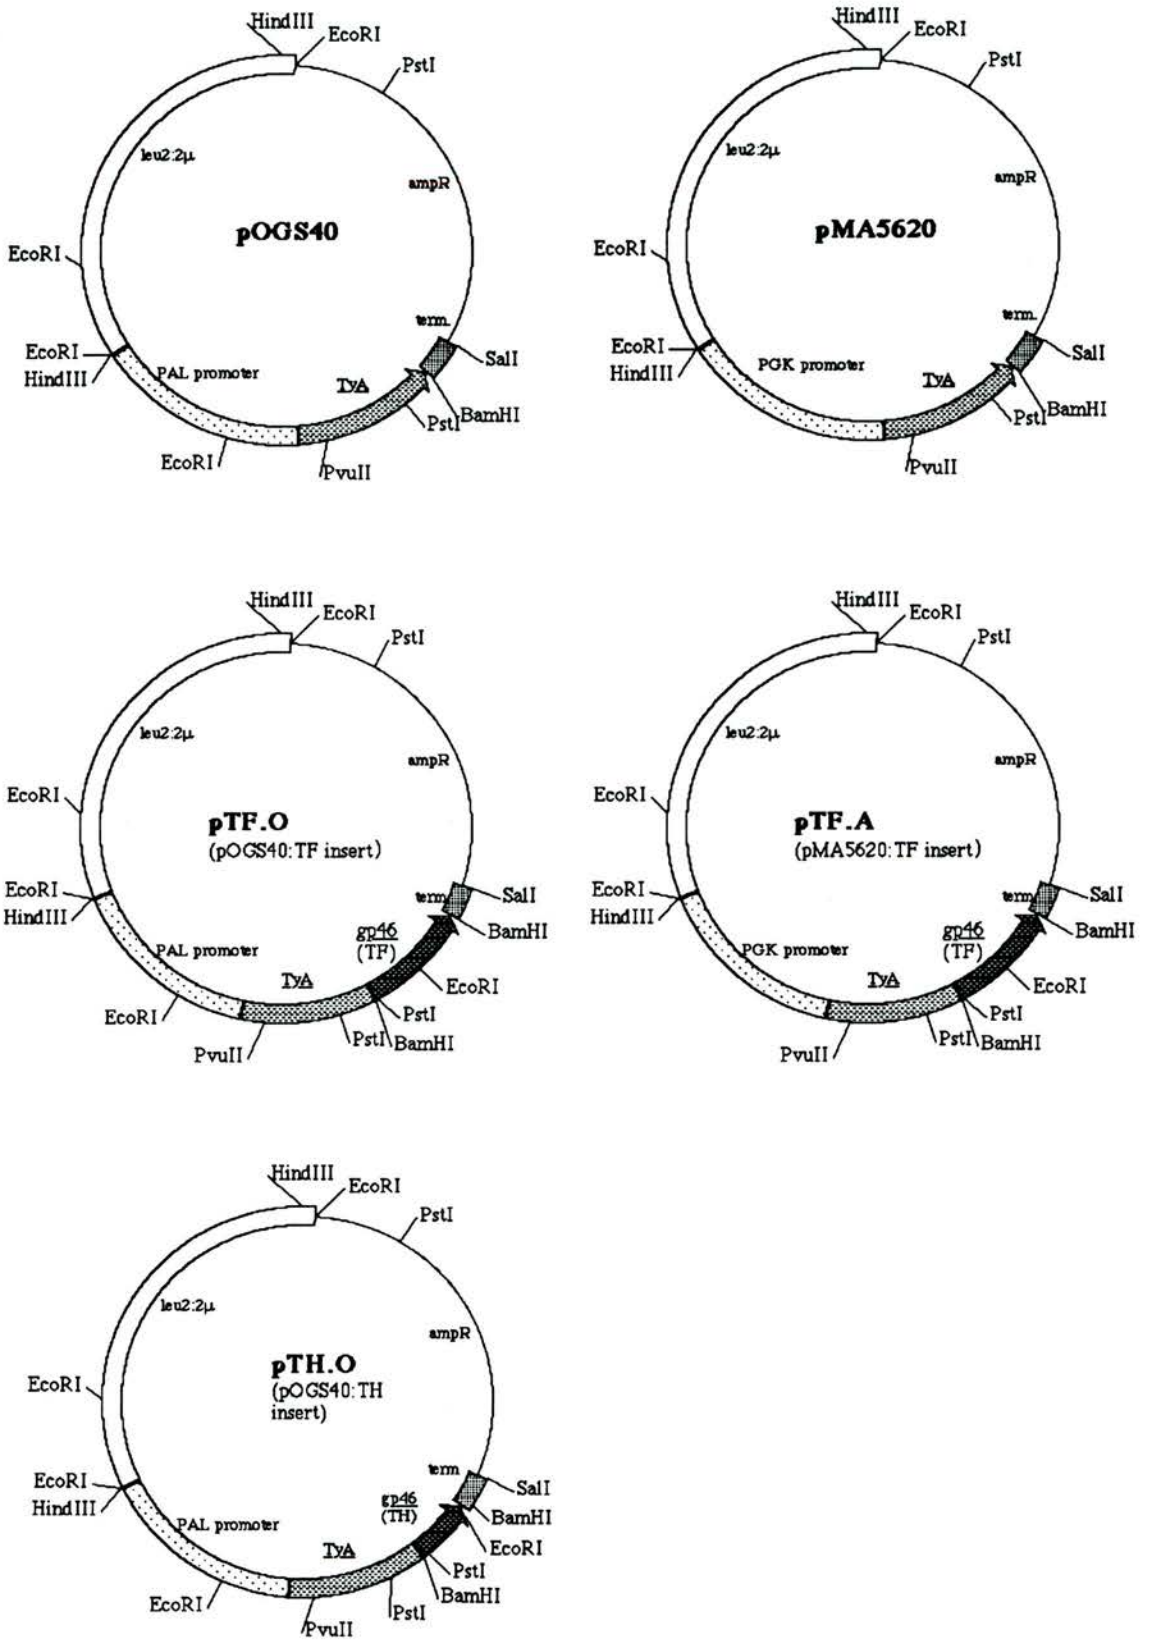 HindIII
EcoRI
PstI
leu2:2µ
ampR
pOGS40
EcoRI
term.
EcoRI
HindIII
SalI
PAL promoter
TyA
BamHI
PstI
EcoRI
PvuII
HindIII
EcoRI
PstI
leu2:2µ
ampR
pMA5620
EcoRI
term.
EcoRI
HindIII
SalI
PGK promoter
TyA
BamHI
PstI
PvuII
HindIII
EcoRI
PstI
leu2:2µ
ampR
EcoRI
pTF.O
(pOGS40:TF insert)
EcoRI
HindIII
term
SalI
BamHI
gp46
(TF)
PAL promoter
TyA
EcoRI
EcoRI
PstI
PstI
BamHI
PvuII
HindIII
EcoRI
PstI
leu2:2µ
ampR
EcoRI
pTF.A
(pMA5620:TF insert)
EcoRI
HindIII
term
SalI
BamHI
gp46
(TF)
PGK promoter
TyA
EcoRI
PstI
PstI
BamHI
PvuII
HindIII
EcoRI
PstI
leu2:2µ
ampR
pTH.O
(pOGS40:TH
insert)
EcoRI
EcoRI
HindIII
term
SalI
gp46
(TH)
BamHI
PAL promoter
TyA
EcoRI
PstI
BamHI
EcoRI
PstI
PvuII